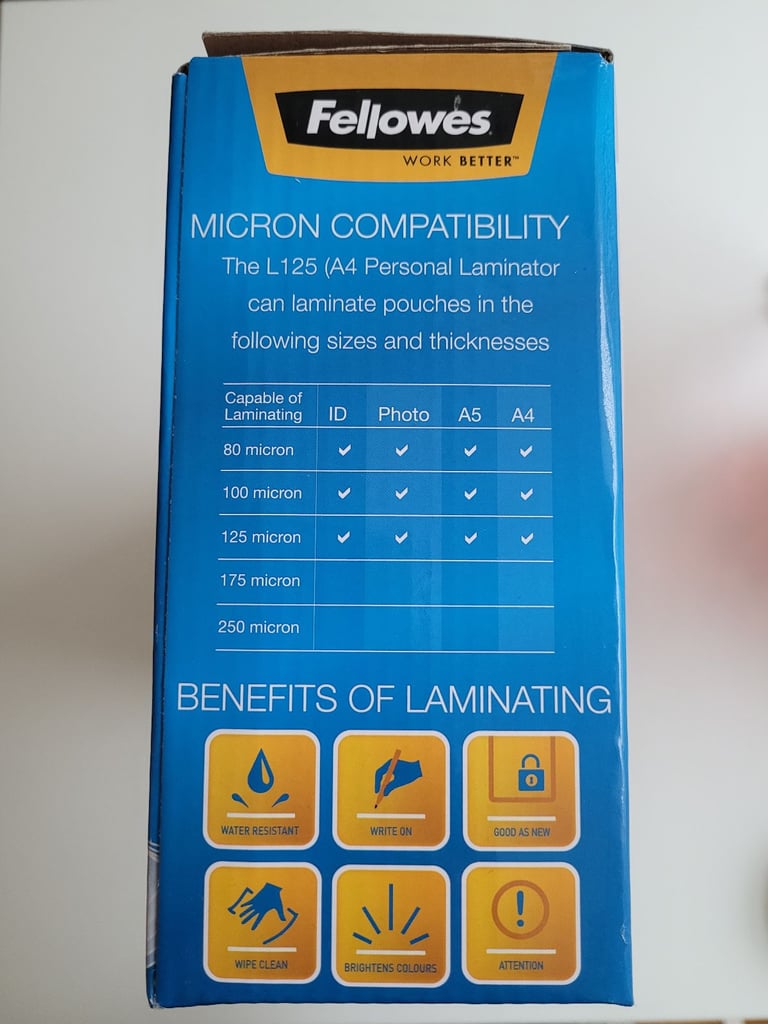 Fellowes
WORK BETTER™
MICRON COMPATIBILITY
The L125 (A4 Personal Laminator
can laminate pouches in the
following sizes and thicknesses
Capable of
Laminating ID Photo A5 A4
80 micron ✓ ✓ ✓ ✓
100 micron ✓ ✓ ✓ ✓
125 micron ✓ ✓ ✓ ✓
175 micron
250 micron
BENEFITS OF LAMINATING
WATER RESISTANT WRITE ON GOOD AS NEW
WIPE CLEAN BRIGHTENS COLOURS ATTENTION